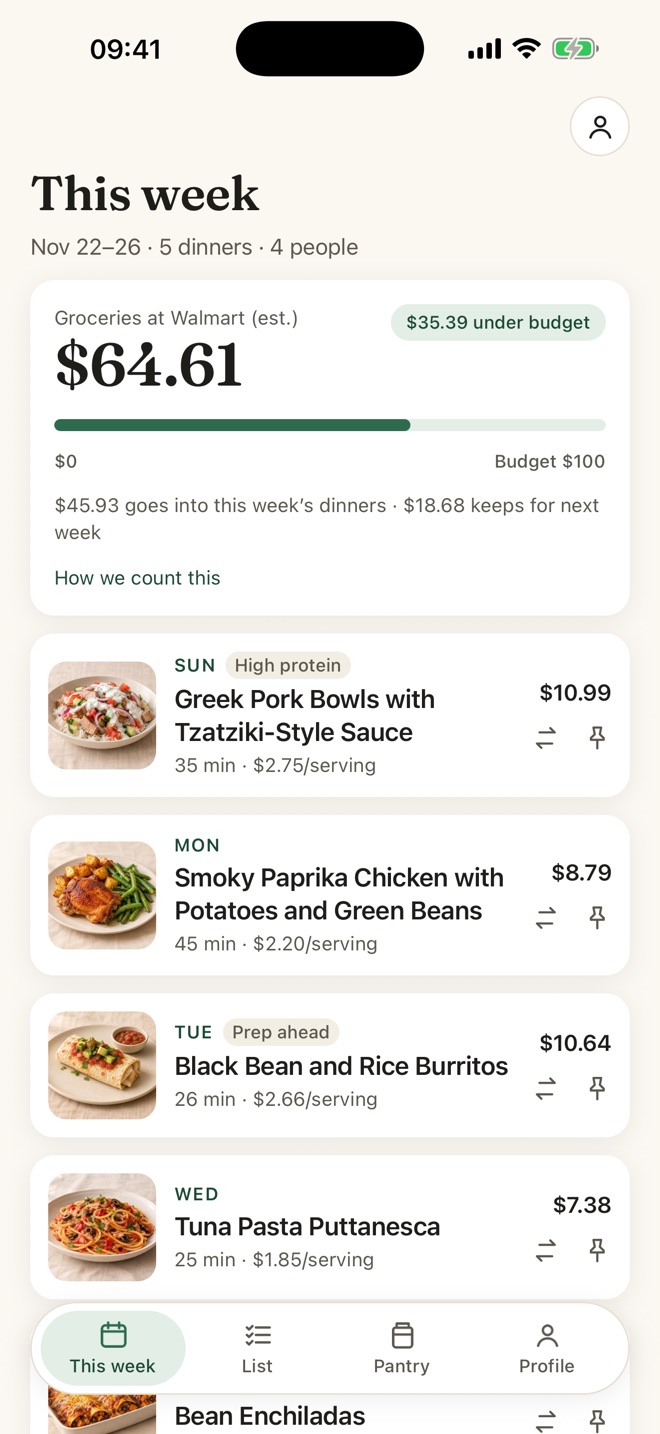 09:41
This week
Nov 22–26 · 5 dinners · 4 people
Groceries at Walmart (est.)
$35.39 under budget
$64.61
$0
Budget $100
$45.93 goes into this week’s dinners · $18.68 keeps for next
week
How we count this
SUN High protein
Greek Pork Bowls with
Tzatziki-Style Sauce
$10.99
35 min · $2.75/serving
MON
Smoky Paprika Chicken with
Potatoes and Green Beans
$8.79
45 min · $2.20/serving
TUE Prep ahead
Black Bean and Rice Burritos
$10.64
26 min · $2.66/serving
WED
Tuna Pasta Puttanesca
$7.38
25 min · $1.85/serving
This week
List
Pantry
Profile
Bean Enchiladas